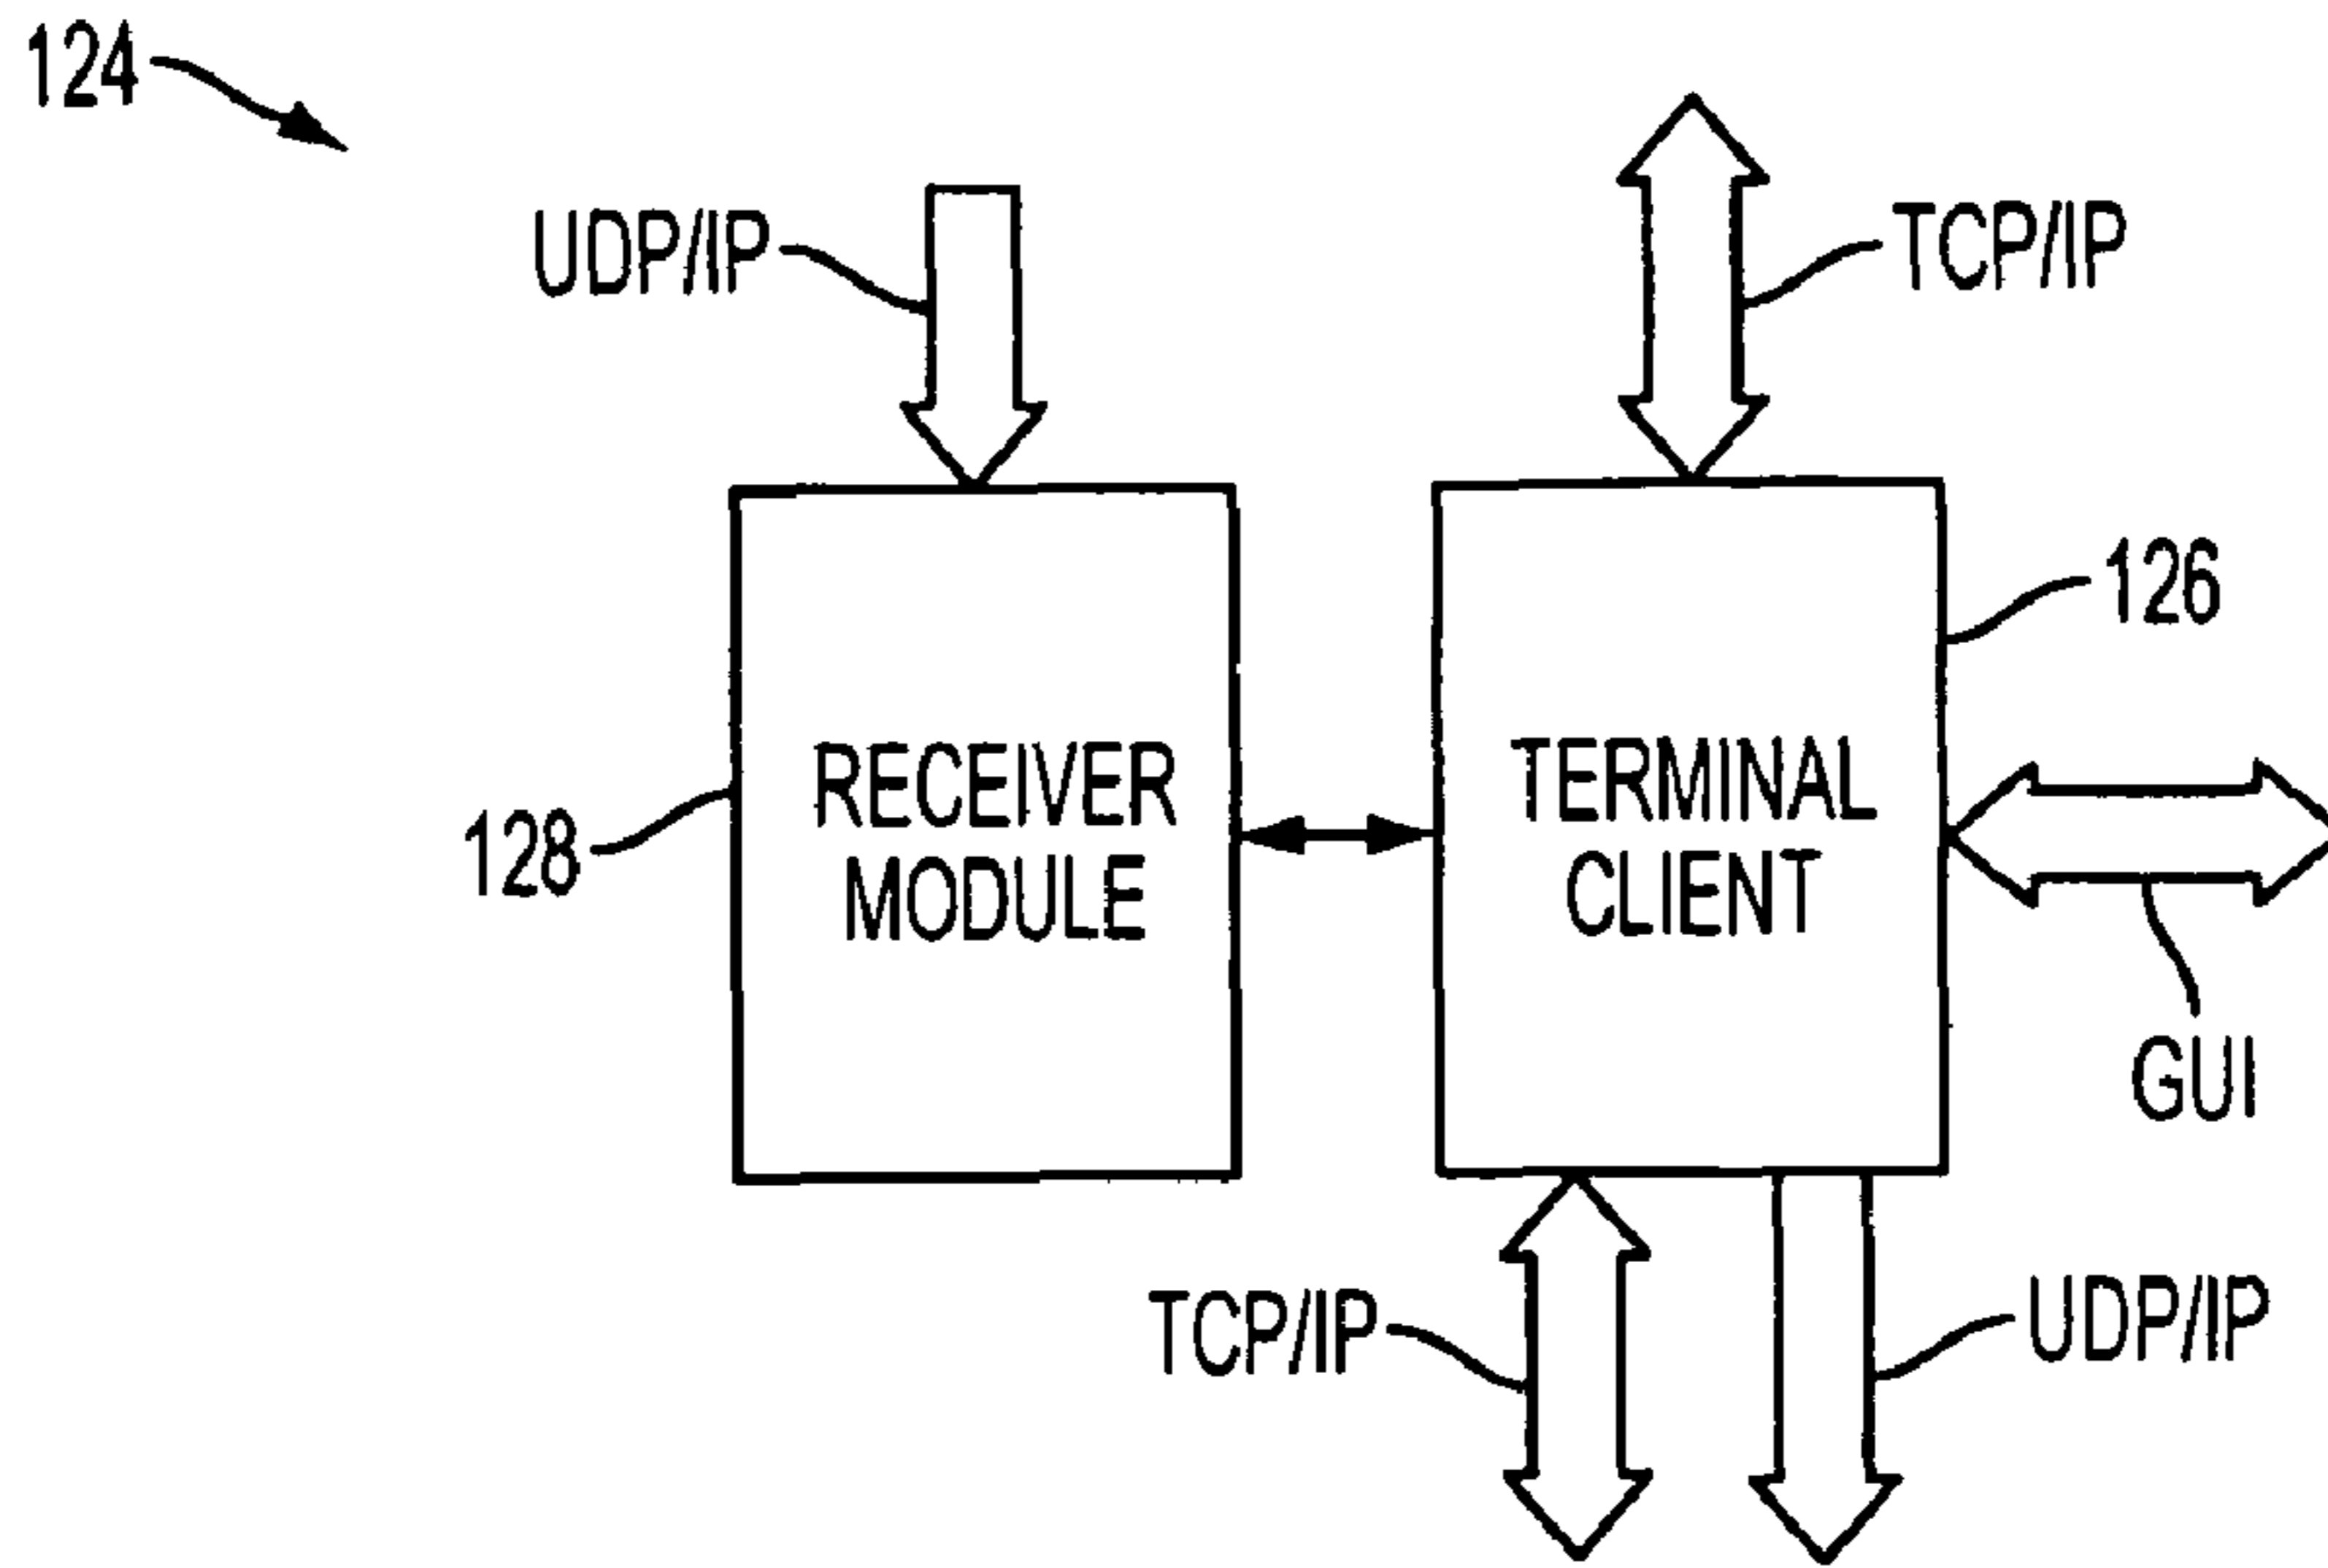 124
UDP/IP
TCP/IP
126
RECEIVER
MODULE
TERMINAL
CLIENT
128
GUI
TCP/IP
UDP/IP